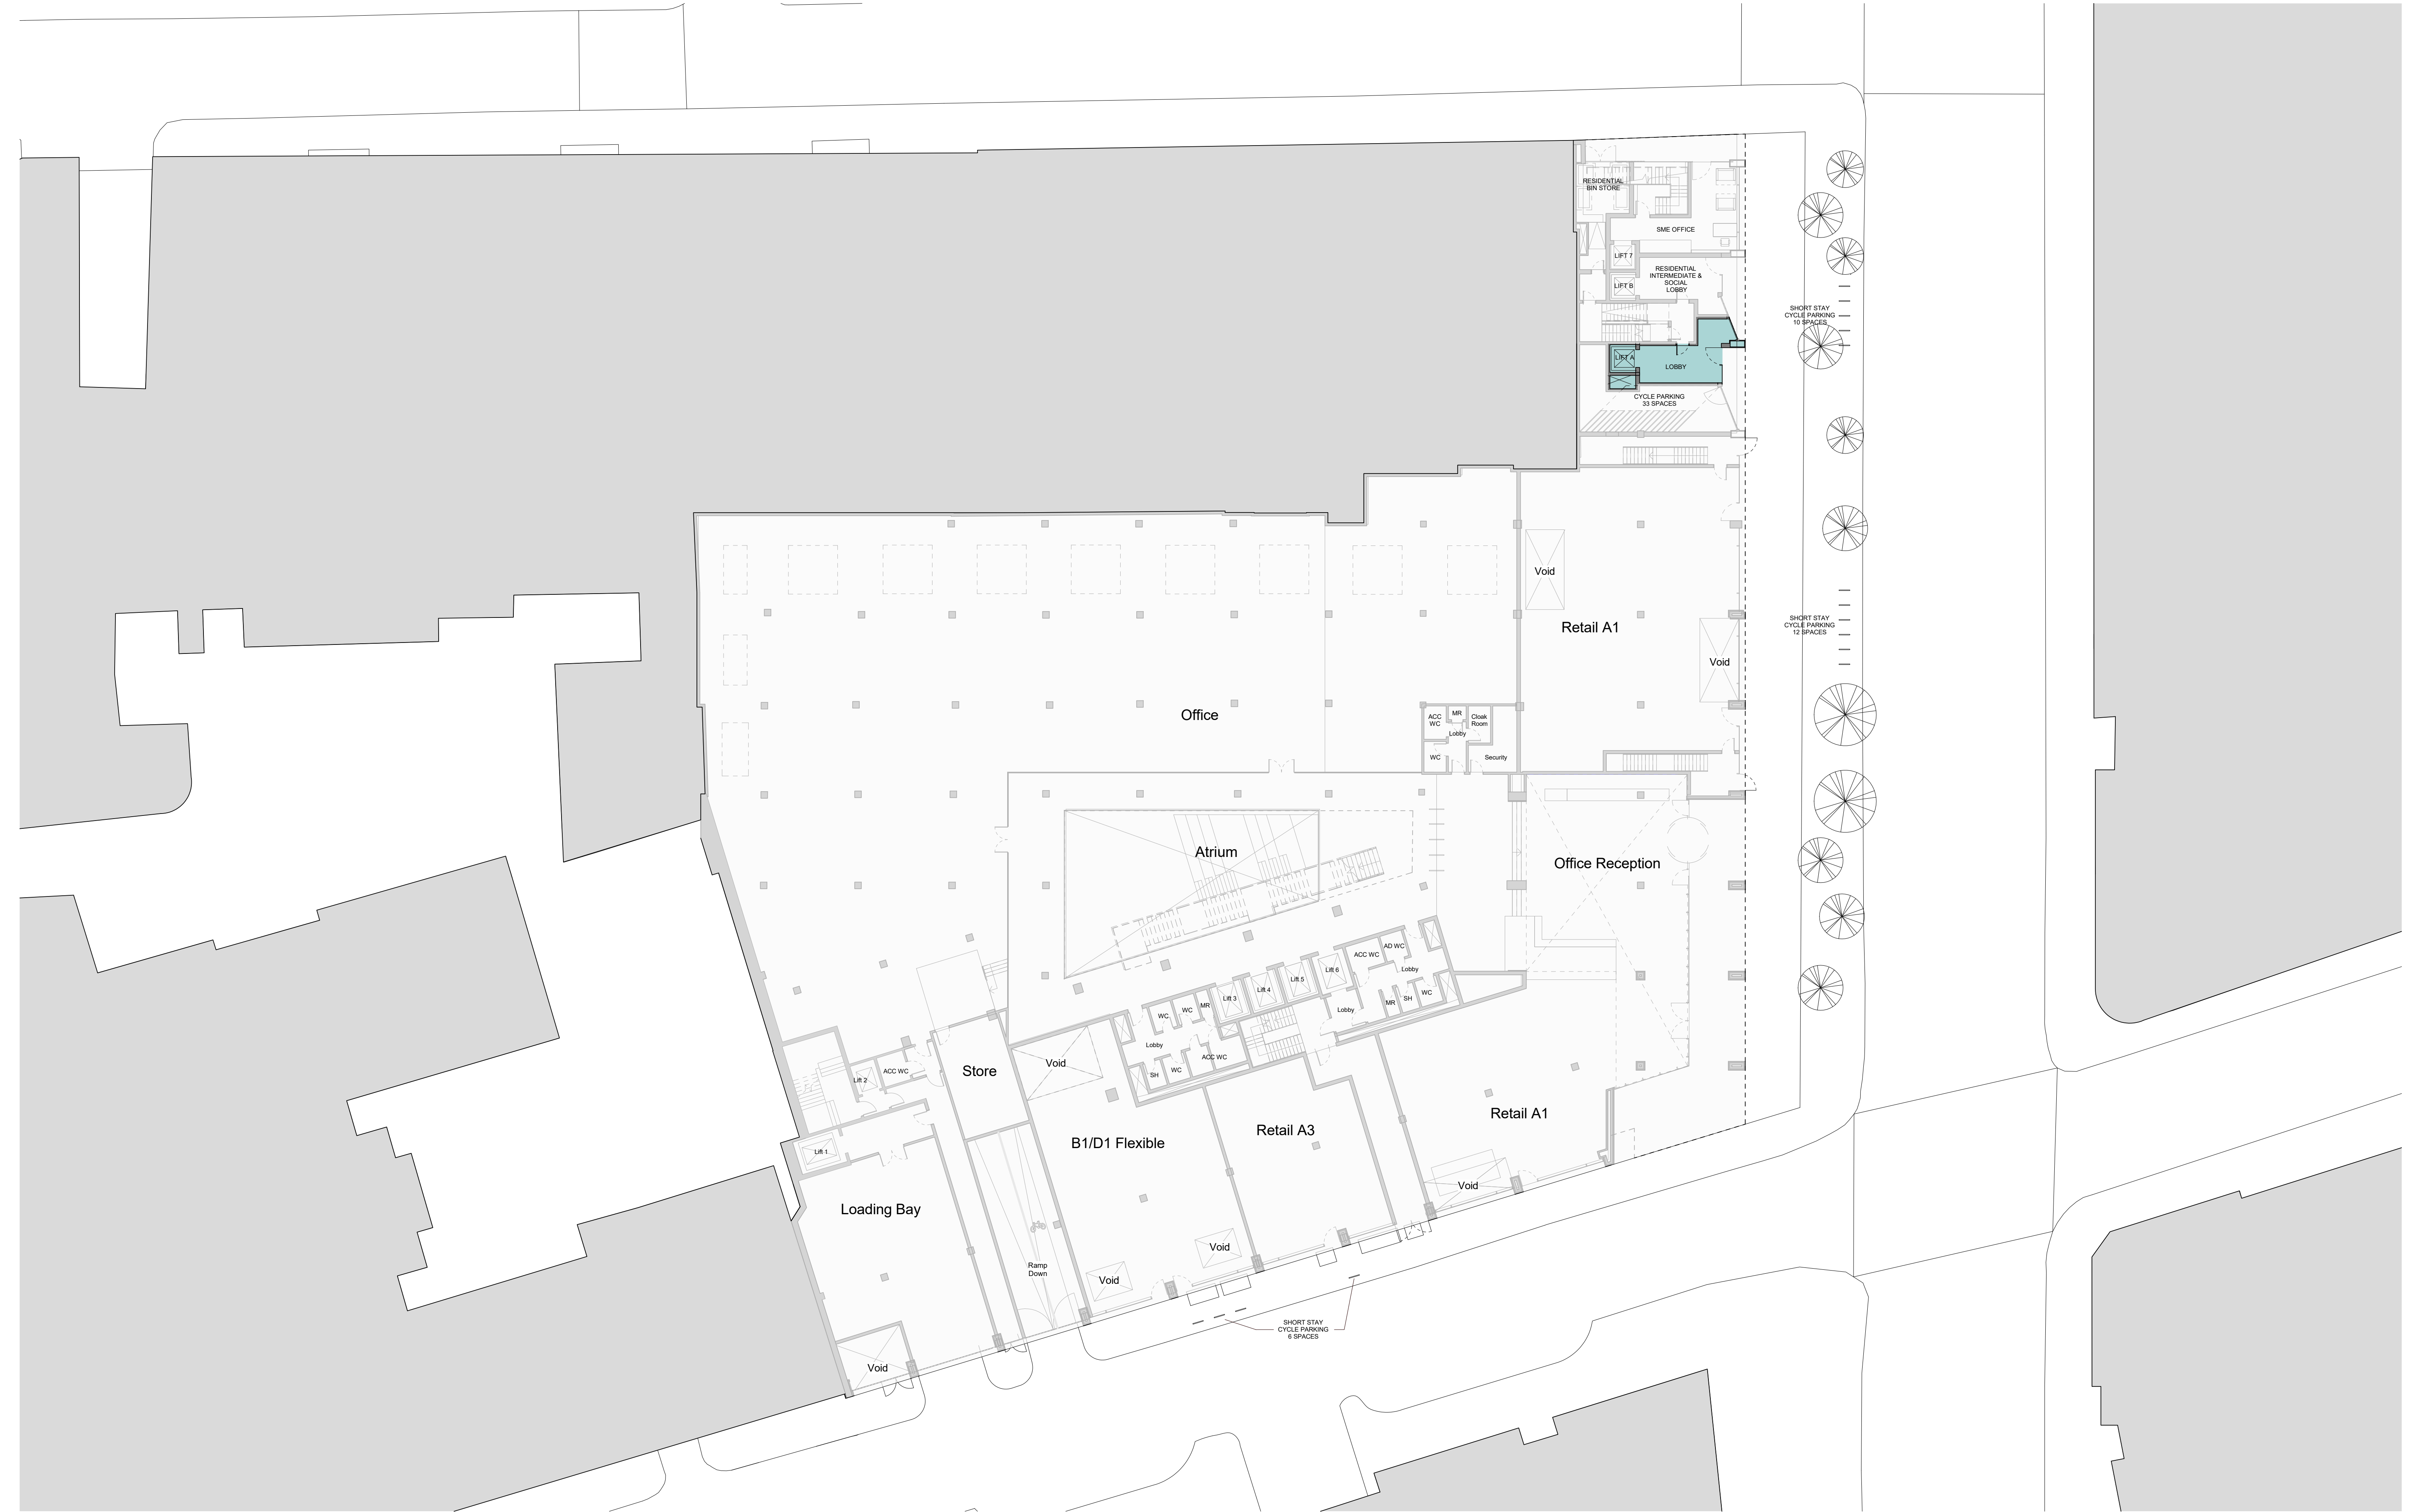 RESIDENTIAL
BIN STORE
SME OFFICE
LIFT 7
RESIDENTIAL
INTERMEDIATE &
SOCIAL
LOBBY
LIFT B
SHORT STAY
CYCLE PARKING
10 SPACES
LIFT A
LOBBY
CYCLE PARKING
33 SPACES
Void
Retail A1
SHORT STAY
CYCLE PARKING
12 SPACES
Void
Office
ACC
WC
MR
Cloak
Room
Lobby
WC
Security
Atrium
Office Reception
AD WC
ACC WC
Lobby
Lift 6
Lift 5
Lift 4
Lift 3
MR
WC
WC
WC
SH
MR
Lobby
Lobby
ACC WC
WC
SH
Void
Store
ACC WC
Lift 2
Retail A1
Retail A3
B1/D1 Flexible
Lift 1
Void
Loading Bay
Void
Ramp
Down
Void
SHORT STAY
CYCLE PARKING
6 SPACES
Void